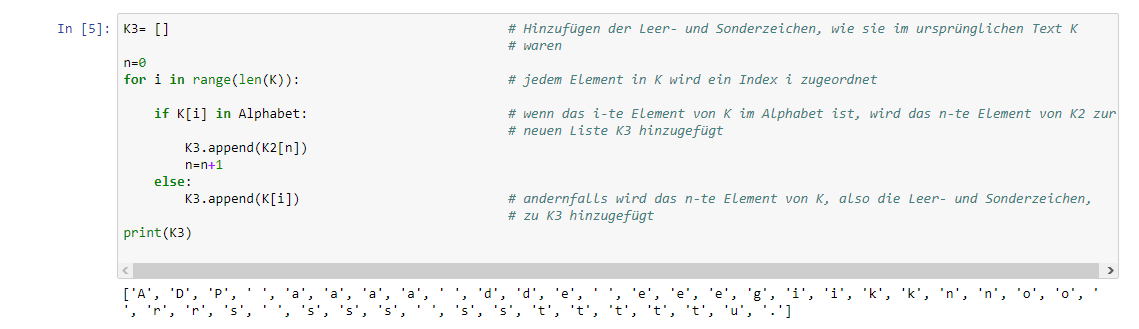 In [5]: K3= [] # Hinzufügen der Leer- und Sonderzeichen, wie sie im ursprünglichen Text K
# waren
n=0
for i in range(len(K)): # jedem Element in K wird ein Index i zugeordnet
if K[i] in Alphabet: # wenn das i-te Element von K im Alphabet ist, wird das n-te Element von K2 zur
# neuen Liste K3 hinzugefügt
K3.append(K2[n])
n=n+1
else:
K3.append(K[i]) # andernfalls wird das n-te Element von K, also die Leer- und Sonderzeichen,
# zu K3 hinzugefügt
print(K3)
['A', 'D', 'P', ' ', 'a', 'a', 'a', 'a', ' ', 'd', 'd', 'e', ' ', 'e', 'e', 'e', 'g', 'i', 'i', 'k', 'k', 'n', 'n', 'o', 'o', '
', 'r', 'r', 's', ' ', 's', 's', 's', ' ', 's', 's', 't', 't', 't', 't', 't', 'u', '.']